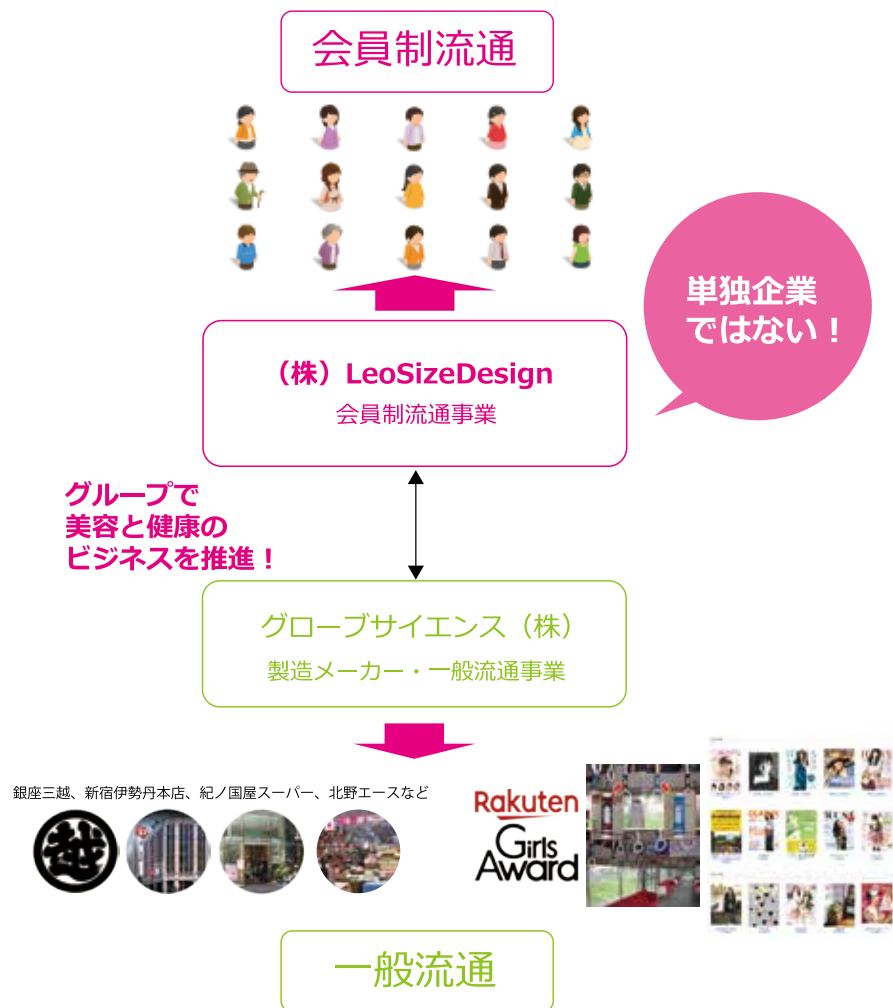 会員制流通
単独企業
ではない！
（株）LeoSizeDesign
会員制流通事業
グループで
美容と健康の
ビジネスを推進！
グローブサイエンス（株）
製造メーカー・一般流通事業
銀座三越、新宿伊勢丹本店、紀ノ国屋スーパー、北野エースなど
越
Rakuten
Girls
Award
一般流通